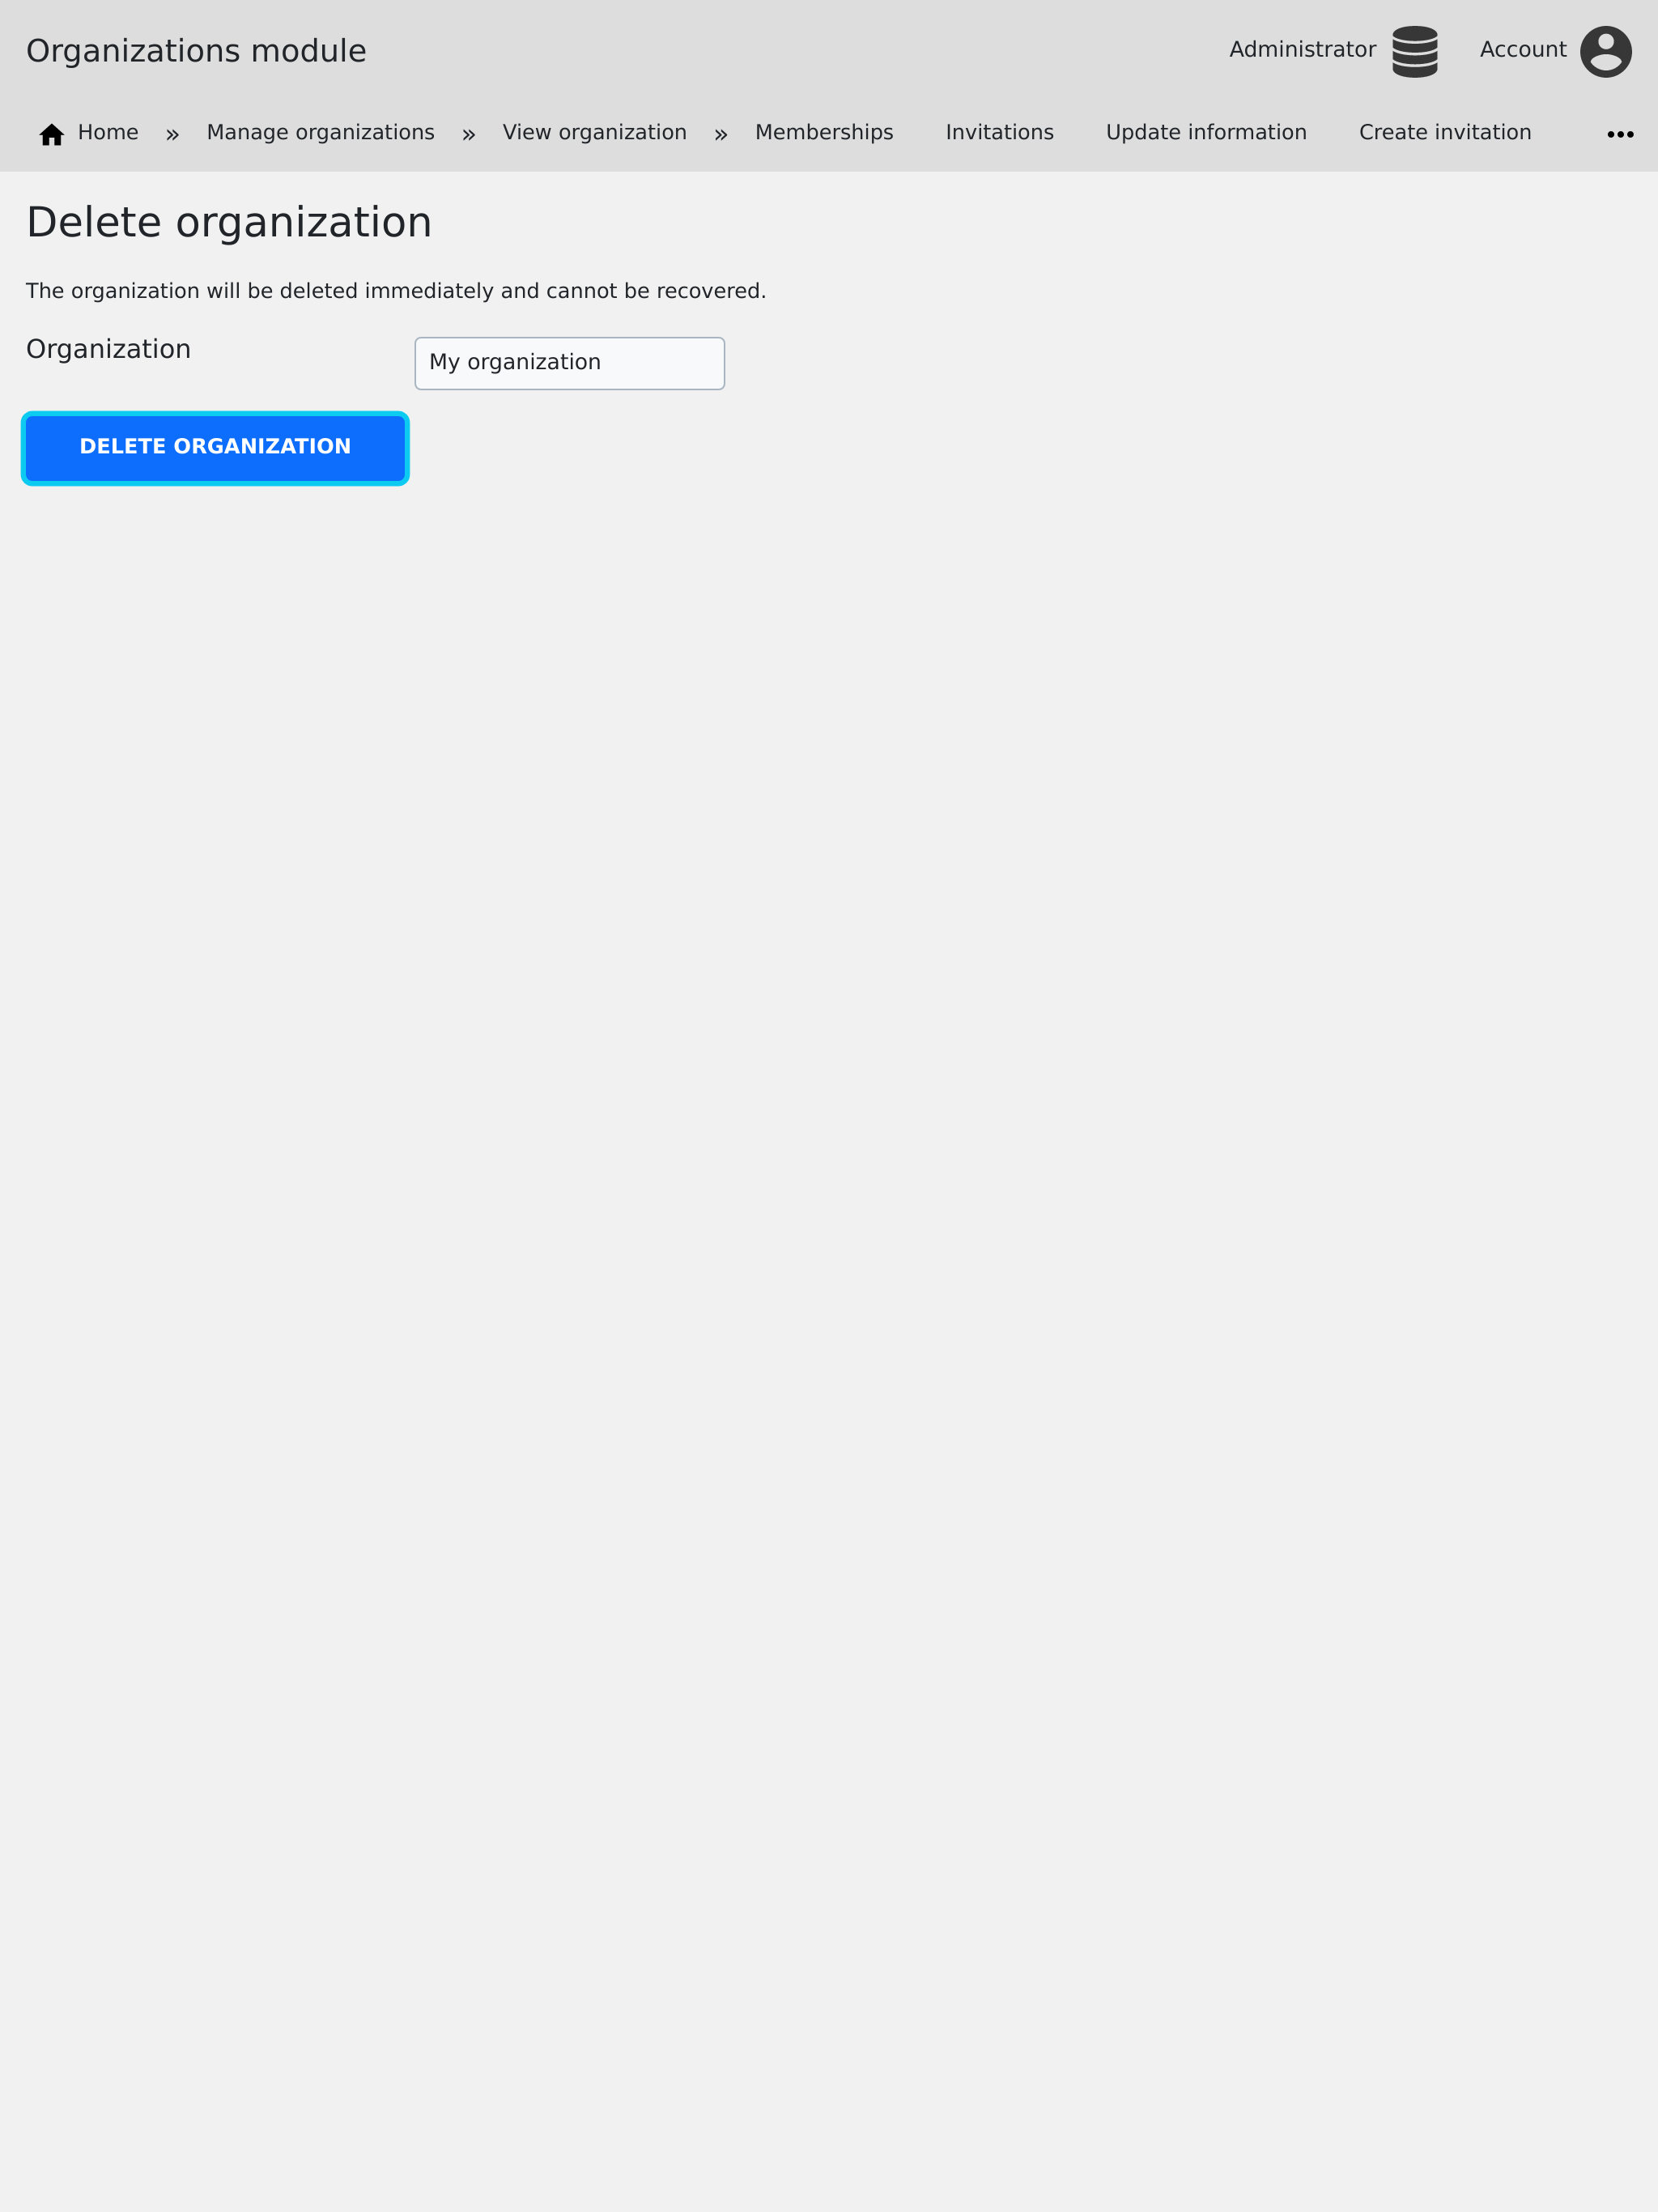 Organizations module
Administrator
Account
Home » Manage organizations » View organization » Memberships Invitations Update information Create invitation •••
Delete organization
The organization will be deleted immediately and cannot be recovered.
Organization
My organization
DELETE ORGANIZATION